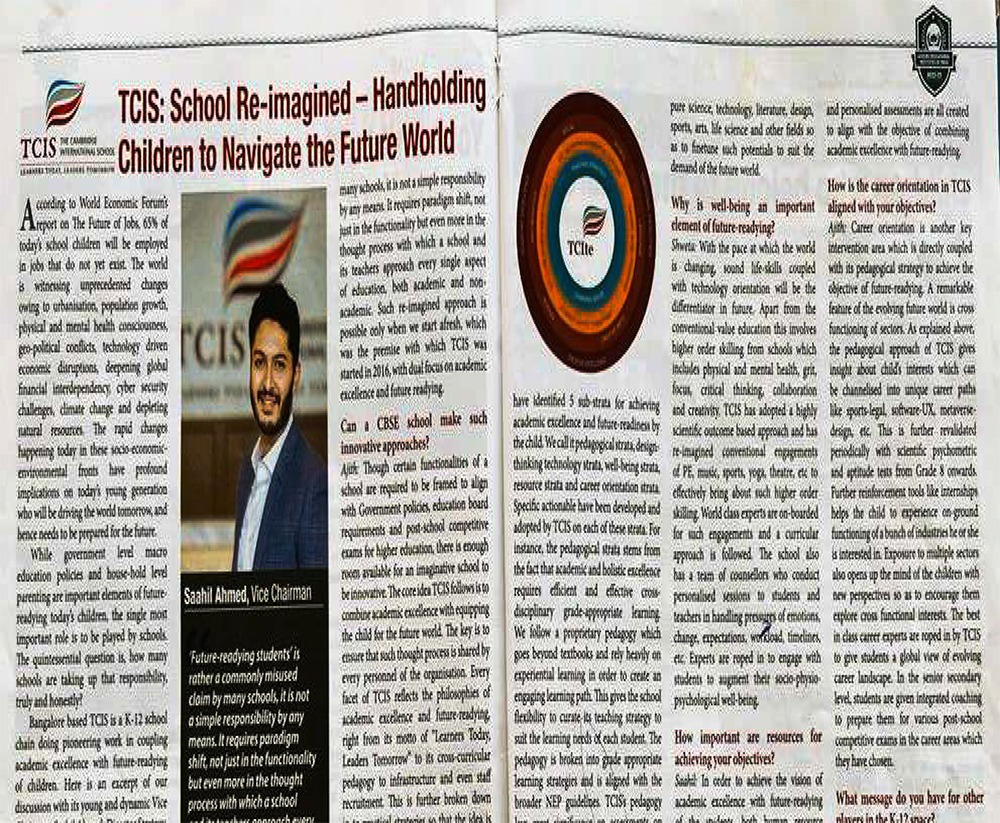 TCIS THE CAMBRIDGE
INTERNATIONAL SCHOOL
LEARNERS TODAY, LEADERS TOMORROW
TCIS: School Re-imagined – Handholding
Children to Navigate the Future World
According to World Economic Forum's
report on The Future of Jobs, 65% of
today's school children will be employed
in jobs that do not yet exist. The world
is witnessing unprecedented changes
owing to urbanisation, population growth,
physical and mental health consciousness,
geo-political conflicts, technology driven
economic disruptions, deepening global
financial interdependency, cyber security
challenges, climate change and depleting
natural resources. The rapid changes
happening today in these socio-economic-
environmental fronts have profound
implications on today's young generation
who will be driving the world tomorrow, and
hence needs to be prepared for the future.
While government level macro
education policies and house-hold level
parenting are important elements of future-
readying today's children, the single most
important role is to be played by schools.
The quintessential question is, how many
schools are taking up that responsibility,
truly and honestly?
Bangalore based TCIS is a K-12 school
chain doing pioneering work in coupling
academic excellence with future-readying
of children. Here is an excerpt of our
discussion with its young and dynamic Vice
TCIS
Saahil Ahmed, Vice Chairman
'Future-readying students' is
rather a commonly misused
claim by many schools, it is not
a simple responsibility by any
means. It requires paradigm
shift, not just in the functionality
but even more in the thought
process with which a school
and its teachers approach every
many schools, it is not a simple responsibility
by any means. It requires paradigm shift, not
just in the functionality but even more in the
thought process with which a school and
its teachers approach every single aspect
of education, both academic and non-
academic. Such re-imagined approach is
possible only when we start afresh, which
was the premise with which TCIS was
started in 2016, with dual focus on academic
excellence and future readying.
Can a CBSE school make such
innovative approaches?
Ajith: Though certain functionalities of a
school are required to be framed to align
with Government policies, education board
requirements and post-school competitive
exams for higher education, there is enough
room available for an imaginative school to
be innovative. The core idea TCIS follows is to
combine academic excellence with equipping
the child for the future world. The key is to
ensure that such thought process is shared by
every personnel of the organisation. Every
facet of TCIS reflects the philosophies of
academic excellence and future-readying,
right from its motto of "Learners Today,
Leaders Tomorrow" to its cross-curricular
pedagogy to infrastructure and even staff
recruitment. This is further broken down
TCIte
have identified 5 sub-strata for achieving
academic excellence and future-readiness by
the child. We call it pedagogical strata, design-
thinking technology strata, well-being strata,
resource strata and career orientation strata.
Specific actionable have been developed and
adopted by TCIS on each of these strata. For
instance, the pedagogical strata stems from
the fact that academic and holistic excellence
requires efficient and effective cross-
disciplinary grade-appropriate learning.
We follow a proprietary pedagogy which
goes beyond textbooks and rely heavily on
experiential learning in order to create an
engaging learning path. This gives the school
flexibility to curate its teaching strategy to
suit the learning needs of each student. The
pedagogy is broken into grade appropriate
learning strategies and is aligned with the
broader NEP guidelines. TCIS's pedagogy
pure science, technology, literature, design,
sports, arts, life science and other fields so
as to finetune such potentials to suit the
demand of the future world.
Why is well-being an important
element of future-readying?
Shweta: With the pace at which the world
is changing, sound life-skills coupled
with technology orientation will be the
differentiator in future. Apart from the
conventional-value education this involves
higher order skilling from schools which
includes physical and mental health, grit,
focus, critical thinking, collaboration
and creativity. TCIS has adopted a highly
scientific outcome based approach and has
re-imagined conventional engagements
of PE, music, sports, yoga, theatre, etc to
effectively bring about such higher order
skilling. World class experts are on-boarded
for such engagements and a curricular
approach is followed. The school also
has a team of counsellors who conduct
personalised sessions to students and
teachers in handling pressures of emotions,
change, expectations, workload, timelines,
etc. Experts are roped in to engage with
students to augment their socio-physio-
psychological well-being.
How important are resources for
achieving your objectives?
Saahil: In order to achieve the vision of
academic excellence with future-readying
of the students, both human resource
and personalised assessments are all created
to align with the objective of combining
academic excellence with future-readying.
How is the career orientation in TCIS
aligned with your objectives?
Ajith: Career orientation is another key
intervention area which is directly coupled
with its pedagogical strategy to achieve the
objective of future-readying. A remarkable
feature of the evolving future world is cross
functioning of sectors. As explained above,
the pedagogical approach of TCIS gives
insight about child's interests which can
be channelised into unique career paths
like sports-legal, software-UX, metaverse-
design, etc. This is further revalidated
periodically with scientific psychometric
and aptitude tests from Grade 8 onwards.
Further reinforcement tools like internships
helps the child to experience on-ground
functioning of a bunch of industries he or she
is interested in. Exposure to multiple sectors
also opens up the mind of the children with
new perspectives so as to encourage them
explore cross functional interests. The best
in class career experts are roped in by TCIS
to give students a global view of evolving
career landscape. In the senior secondary
level, students are given integrated coaching
to prepare them for various post-school
competitive exams in the career areas which
they have chosen.
What message do you have for other
players in the K-12 space?